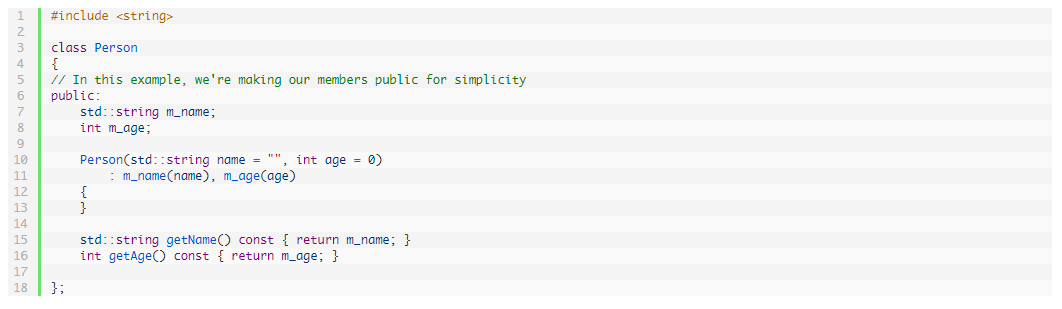 1 #include <string>
2
3 class Person
4 {
5 // In this example, we're making our members public for simplicity
6 public:
7     std::string m_name;
8     int m_age;
9
10     Person(std::string name = "", int age = 0)
11         : m_name(name), m_age(age)
12     {
13     }
14
15     std::string getName() const { return m_name; }
16     int getAge() const { return m_age; }
17
18 };